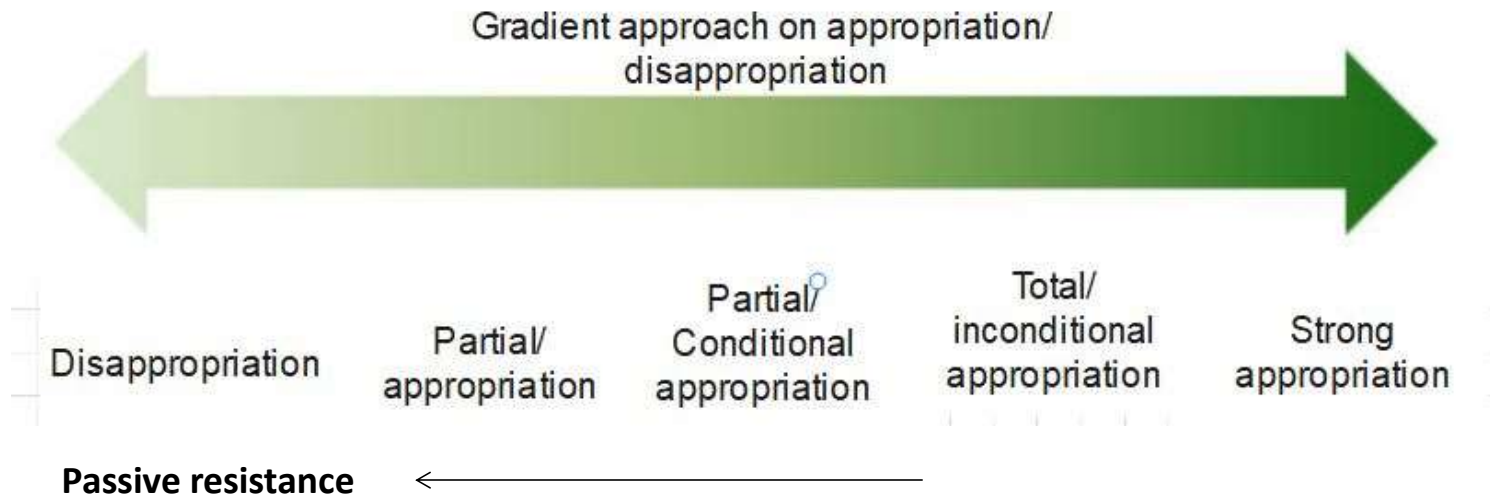 Gradient approach on appropriation/
disappropriation
Disappropriation
Partial/
appropriation
Partial/
Conditional
appropriation
Total/
inconditional
appropriation
Strong
appropriation
Passive resistance